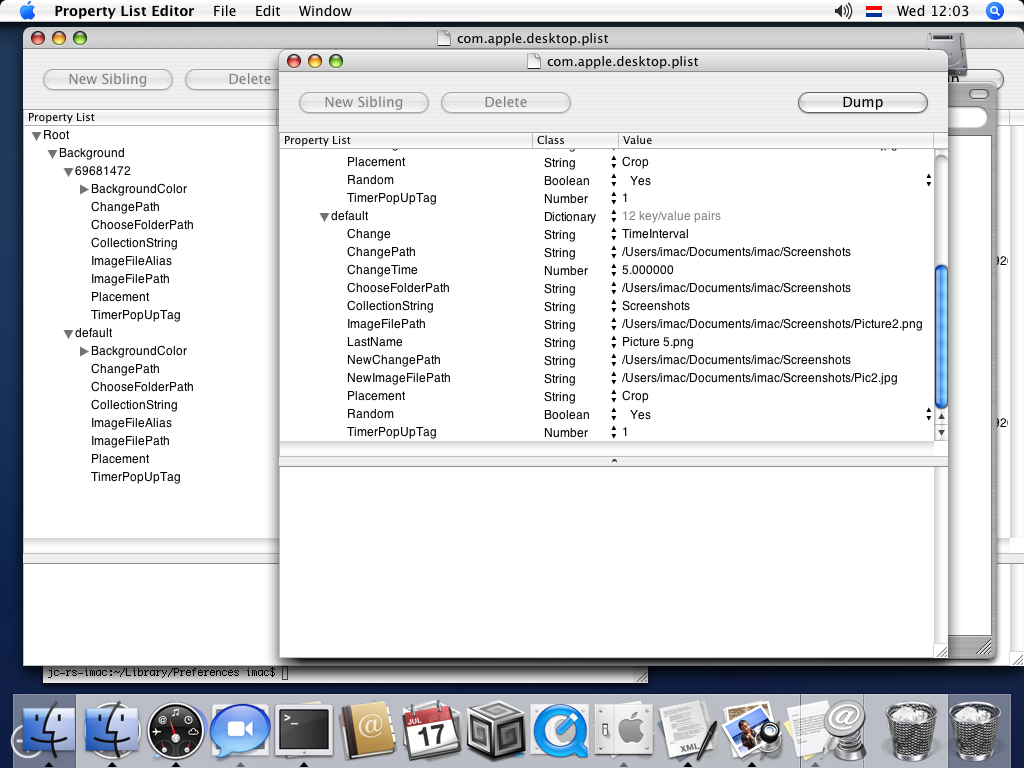 Property List Editor File Edit Window Wed 12:03
com.apple.desktop.plist
New Sibling Delete
Property List
Root
Background
69681472
BackgroundColor
ChangePath
ChooseFolderPath
CollectionString
ImageFileAlias
ImageFilePath
Placement
TimerPopUpTag
default
BackgroundColor
ChangePath
ChooseFolderPath
CollectionString
ImageFileAlias
ImageFilePath
Placement
TimerPopUpTag
com.apple.desktop.plist
New Sibling Delete Dump
Property List Class Value
Placement String Crop
Random Boolean Yes
TimerPopUpTag Number 1
default Dictionary 12 key/value pairs
Change String TimeInterval
ChangePath String /Users/imac/Documents/imac/Screenshots
ChangeTime Number 5.000000
ChooseFolderPath String /Users/imac/Documents/imac/Screenshots
CollectionString String Screenshots
ImageFilePath String /Users/imac/Documents/imac/Screenshots/Picture2.png
LastName String Picture 5.png
NewChangePath String /Users/imac/Documents/imac/Screenshots
NewImageFilePath String /Users/imac/Documents/imac/Screenshots/Pic2.jpg
Placement String Crop
Random Boolean Yes
TimerPopUpTag Number 1
jc-rs-imac:~/Library/Preferences imac$
JUL
17
XML